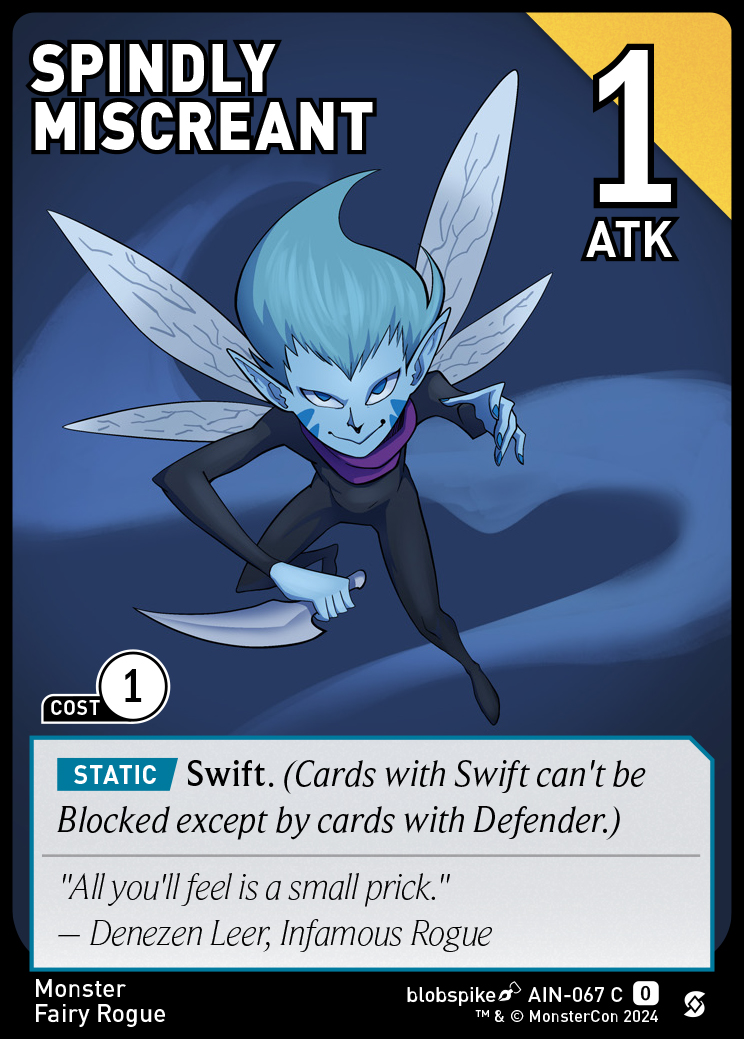 SPINDLY
MISCREANT
1
ATK
COST 1
STATIC Swift. (Cards with Swift can't be
Blocked except by cards with Defender.)
"All you'll feel is a small prick."
— Denezen Leer, Infamous Rogue
Monster
Fairy Rogue
blobspike AIN-067 C 0
™ & © MonsterCon 2024